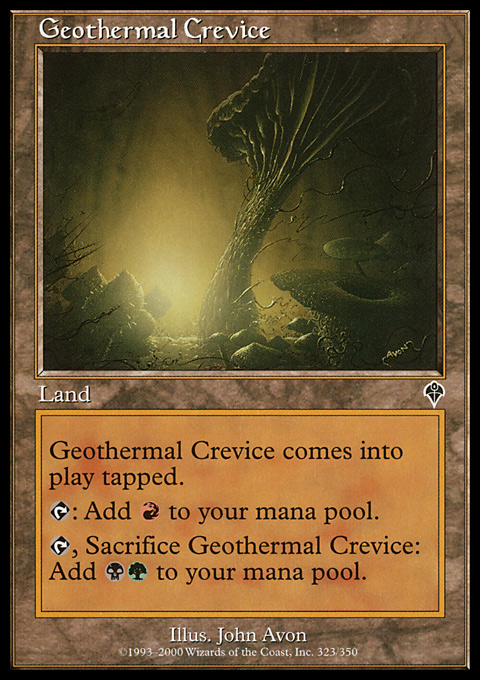 Geothermal Crevice
AVON
Land
Geothermal Crevice comes into
play tapped.
: Add to your mana pool.
, Sacrifice Geothermal Crevice:
Add to your mana pool.
Illus. John Avon
©1993–2000 Wizards of the Coast, Inc. 323/350